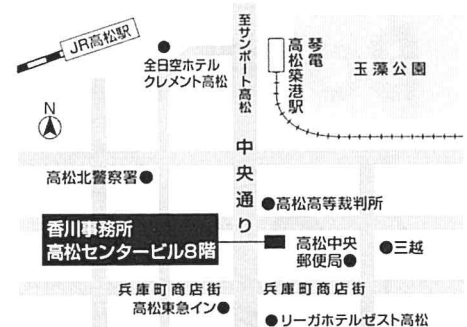 JR高松駅
全日空ホテル
クレメント高松
至サンポート高松
琴電
高松築港駅
玉藻公園
N
中央通り
高松北警察署
高松高等裁判所
香川事務所
高松センタービル8階
高松中央
郵便局
三越
兵庫町商店街
兵庫町商店街
高松東急イン
リーガホテルゼスト高松